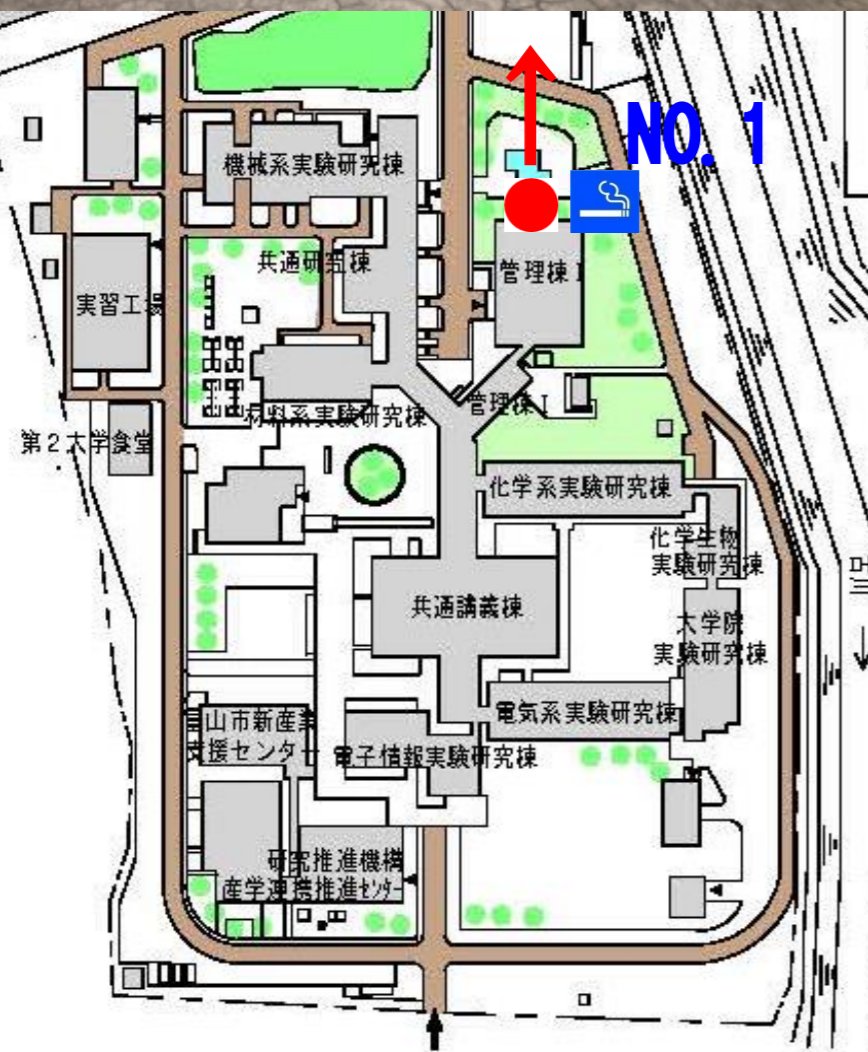 NO. 1
機械系実験研究棟
共通研究棟
管理棟Ⅱ
実習工場
管理棟Ⅰ
材料系実験研究棟
第2大学食堂
化学系実験研究棟
化学生物
実験研究棟
共通講義棟
大学院
実験研究棟
電気系実験研究棟
富山市新産業
支援センター
電子情報実験研究棟
研究推進機構
産学連携推進センター